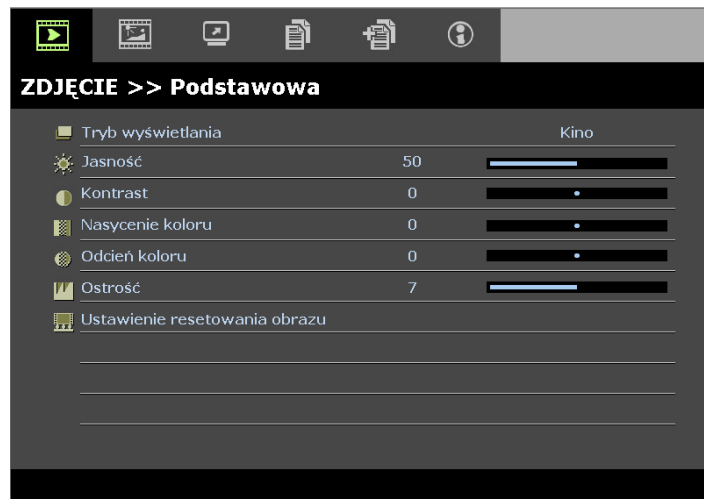 ZDJĘCIE >> Podstawowa
Tryb wyświetlania Kino
Jasność 50
Kontrast 0
Nasycenie koloru 0
Odcień koloru 0
Ostrość 7
Ustawienie resetowania obrazu